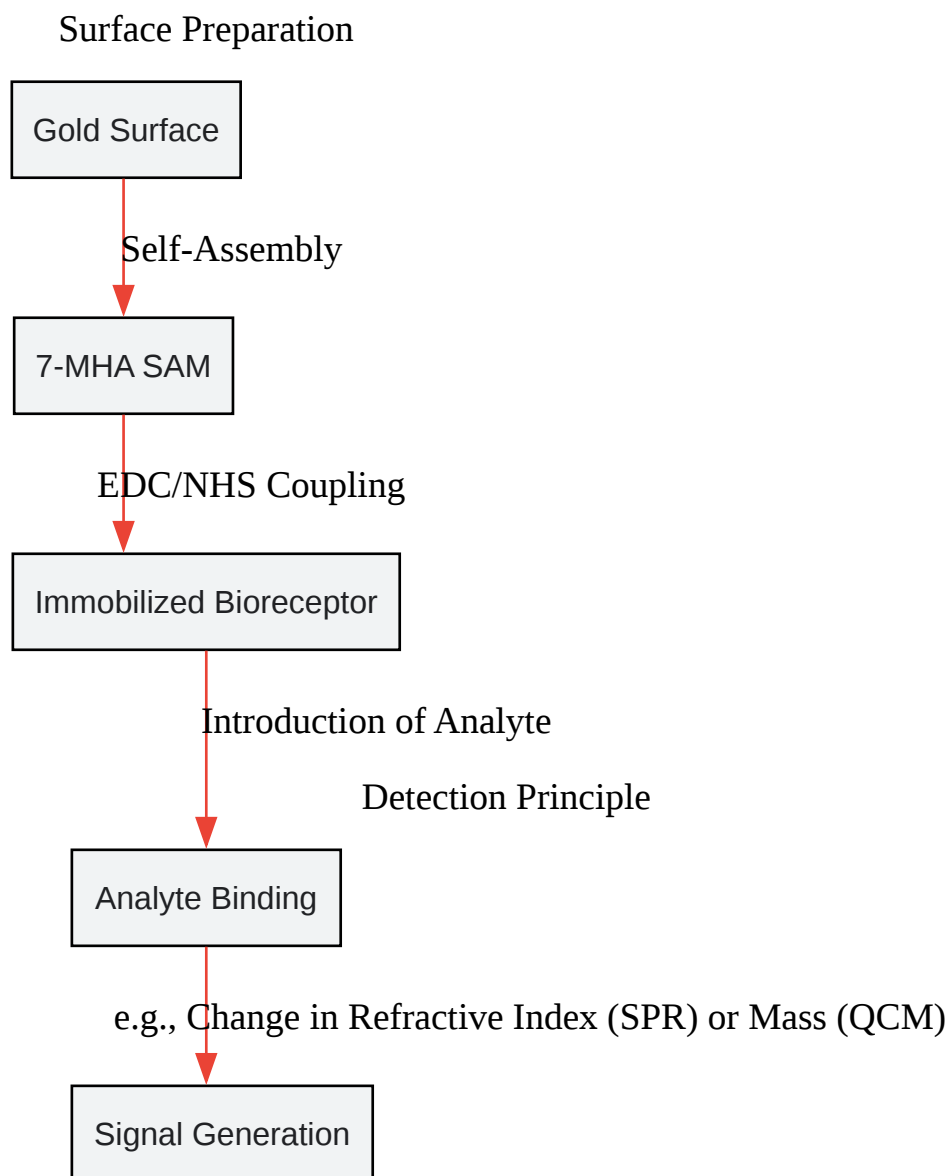 Surface Preparation
Gold Surface
Self-Assembly
7-MHA SAM
EDC/NHS Coupling
Immobilized Bioreceptor
Introduction of Analyte
Detection Principle
Analyte Binding
e.g., Change in Refractive Index (SPR) or Mass (QCM)
Signal Generation